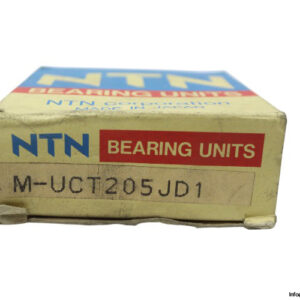 NTN
BEARING UNITS
NTN corporation
MADE IN JAPAN
NTN BEARING UNITS
M-UCT205JD1